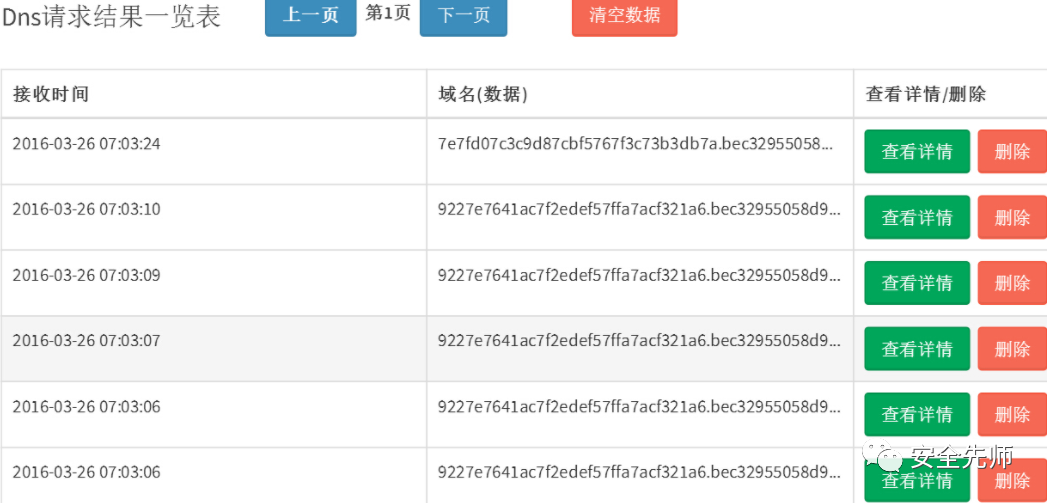 Dns请求结果一览表 上一页 第1页 下一页 清空数据
接收时间 域名(数据) 查看详情/删除
2016-03-26 07:03:24 7e7fd07c3c9d87cbf5767f3c73b3db7a.bec32955058... 查看详情 删除
2016-03-26 07:03:10 9227e7641ac7f2edef57ffa7acf321a6.bec32955058d9... 查看详情 删除
2016-03-26 07:03:09 9227e7641ac7f2edef57ffa7acf321a6.bec32955058d9... 查看详情 删除
2016-03-26 07:03:07 9227e7641ac7f2edef57ffa7acf321a6.bec32955058d9... 查看详情 删除
2016-03-26 07:03:06 9227e7641ac7f2edef57ffa7acf321a6.bec32955058d9... 查看详情 删除
安全先师
2016-03-26 07:03:06 9227e7641ac7f2edef57ffa7acf321a6.bec32955058d9... 查看详情 删除